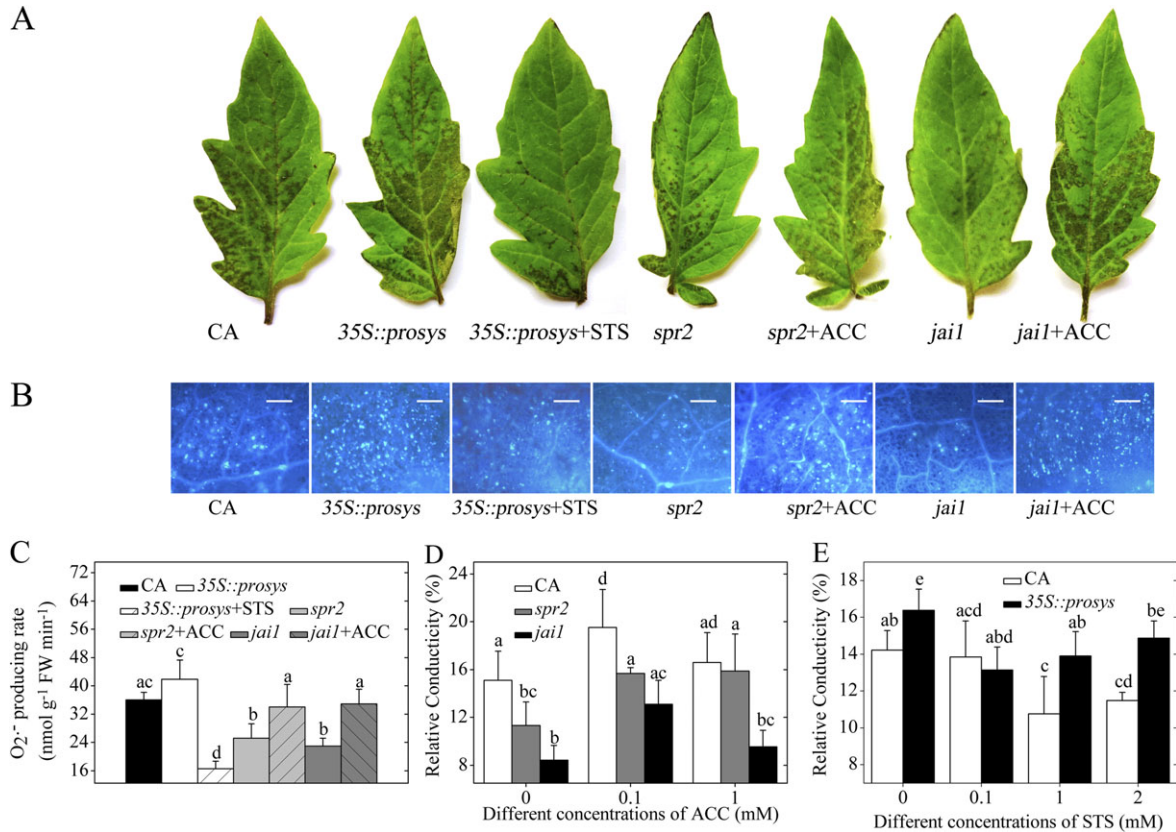 A
CA 35S::prosys 35S::prosys+STS spr2 spr2+ACC jai1 jai1+ACC
B
CA 35S::prosys 35S::prosys+STS spr2 spr2+ACC jai1 jai1+ACC
C
O2·- producing rate
(nmol g-1 FW min-1)
72
64
56
48
40
32
24
16
CA 35S::prosys
35S::prosys+STS spr2
spr2+ACC jai1 jai1+ACC
ac c d b a b a
D
Relative Conductivity (%)
24
20
16
12
8
CA
spr2
jai1
a bc b d a ac ad a bc
0 0.1 1
Different concentrations of ACC (mM)
E
Relative Conductivity (%)
18
16
14
12
10
8
CA
35S::prosys
ab e acd abd c ac cd be
0 0.1 1 2
Different concentrations of STS (mM)